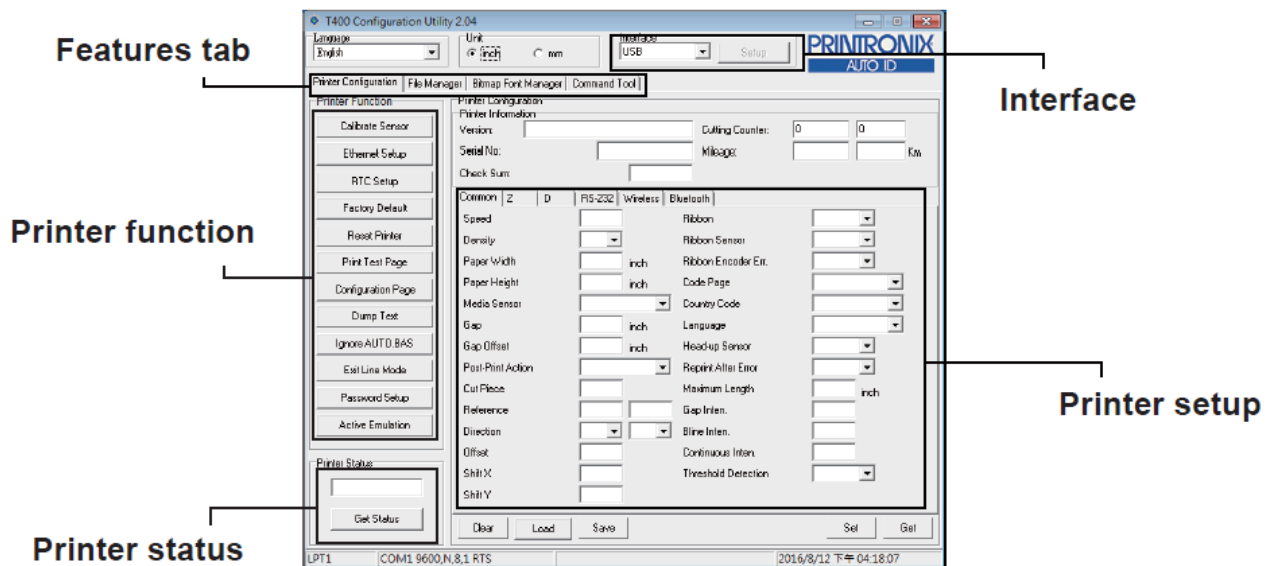 T400 Configuration Utility 2.04
Language
English
Unit
inch
mm
Interface
USB
Setup
PRINTRONIX
AUTO ID
Features tab
Interface
Printer function
Printer setup
Printer status
Printer Configuration
File Manager
Bitmap Font Manager
Command Tool
Printer Function
Calibrate Sensor
Ethernet Setup
RTC Setup
Factory Default
Reset Printer
Print Test Page
Configuration Page
Dump Text
Ignore AUTO.BAS
Exit Line Mode
Password Setup
Active Emulation
Printer Status
Get Status
Printer Configuration
Printer Information
Version:
Cutting Counter:
0
0
Serial No:
Mileage:
Km
Check Sum:
Common
Z
D
RS-232
Wireless
Bluetooth
Speed
Density
Paper Width
inch
Paper Height
inch
Media Sensor
Gap
inch
Gap Offset
inch
Post-Print Action
Cut Piece
Reference
Direction
Offset
Shift X
Shift Y
Ribbon
Ribbon Sensor
Ribbon Encoder Err.
Code Page
Country Code
Language
Head-up Sensor
Reprint After Error
Maximum Length
inch
Gap Inten.
Bline Inten.
Continuous Inten.
Threshold Detection
Clear
Load
Save
Set
Get
LPT1
COM1 9600,N,8,1 RTS
2016/8/12 下午 04:18:07